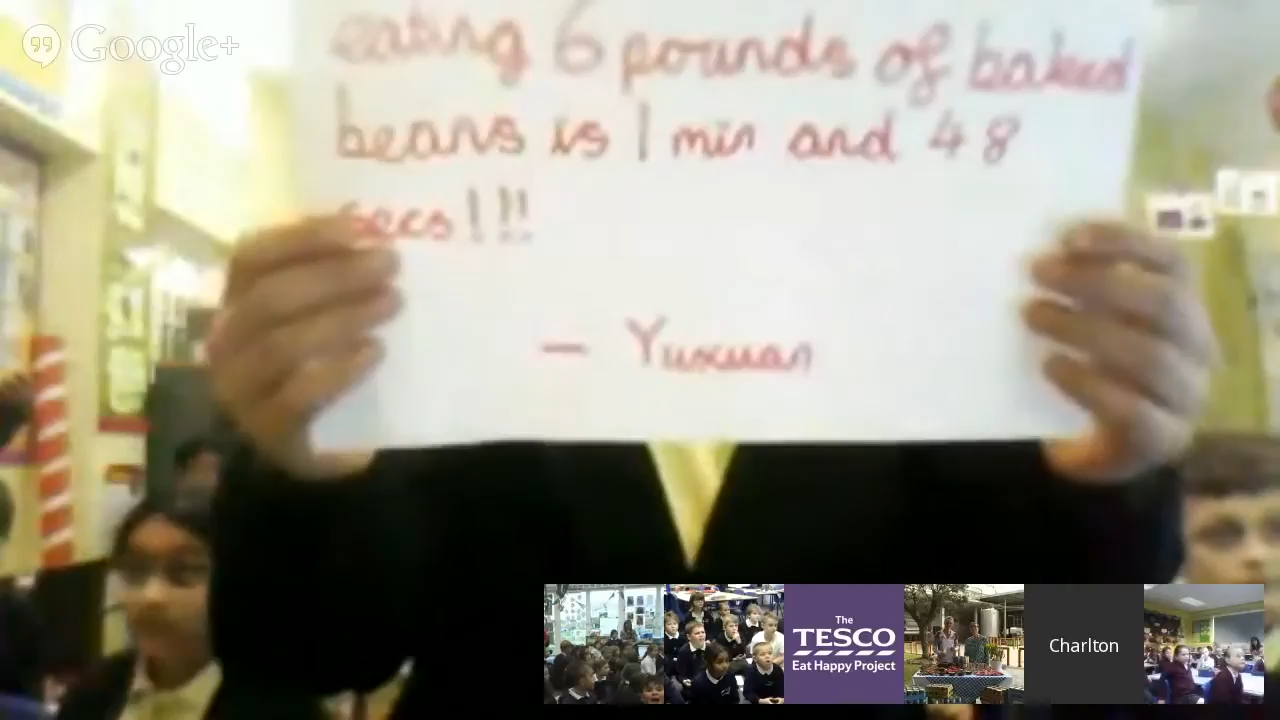 Google+
eating 6 pounds of baked
beans is 1 min and 48
secs!!!
- Yuxuan
The
TESCO
Eat Happy Project
Charlton